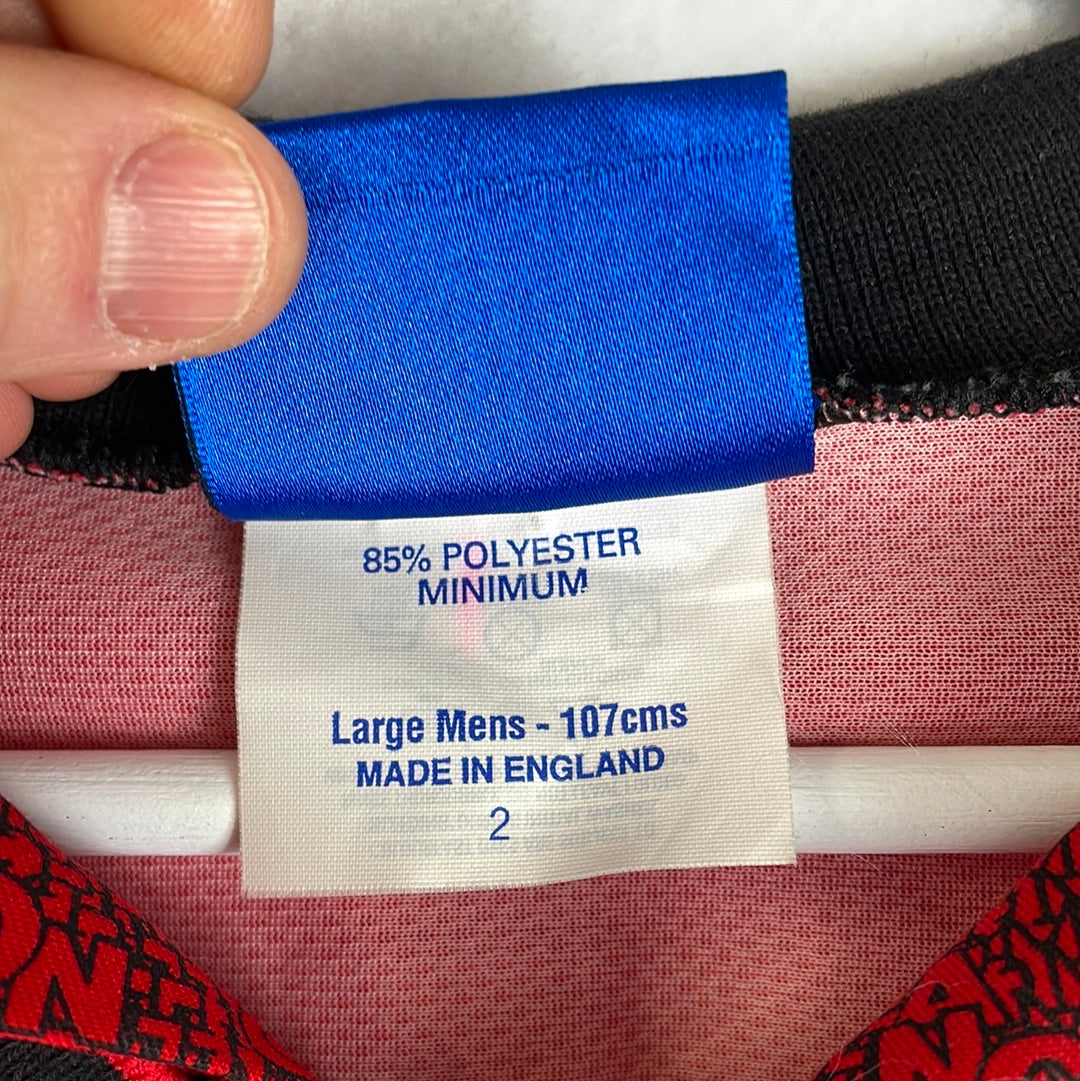 85% POLYESTER
MINIMUM
Large Mens - 107cms
MADE IN ENGLAND
2